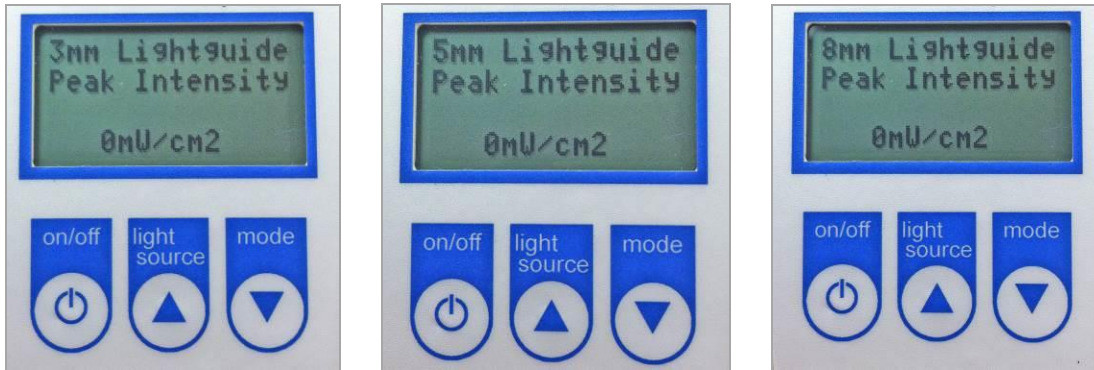 3mm Lightguide
Peak Intensity
0mW/cm2
on/off
light
source
mode
5mm Lightguide
Peak Intensity
0mW/cm2
on/off
light
source
mode
8mm Lightguide
Peak Intensity
0mW/cm2
on/off
light
source
mode